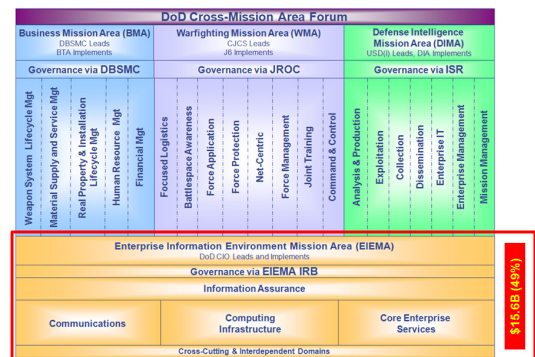 DoD Cross-Mission Area Forum
Business Mission Area (BMA)
DBSMC Leads
BTA Implements
Warfighting Mission Area (WMA)
CJCS Leads
J6 Implements
Defense Intelligence
Mission Area (DIMA)
USD(I) Leads, DIA Implements
Governance via DBSMC
Governance via JROC
Governance via ISR
Weapon System Lifecycle Mgt
Material Supply and Service Mgt
Real Property & Installation
Lifecycle Mgt
Human Resource Mgt
Financial Mgt
Focused Logistics
Battlespace Awareness
Force Application
Force Protection
Net-Centric
Force Management
Joint Training
Command & Control
Analysis & Production
Exploitation
Collection
Dissemination
Enterprise IT
Enterprise Management
Mission Management
Enterprise Information Environment Mission Area (EIEMA)
DoD CIO Leads and Implements
Governance via EIEMA IRB
Information Assurance
Communications
Computing
Infrastructure
Core Enterprise
Services
Cross-Cutting & Interdependent Domains
$15.6B (49%)